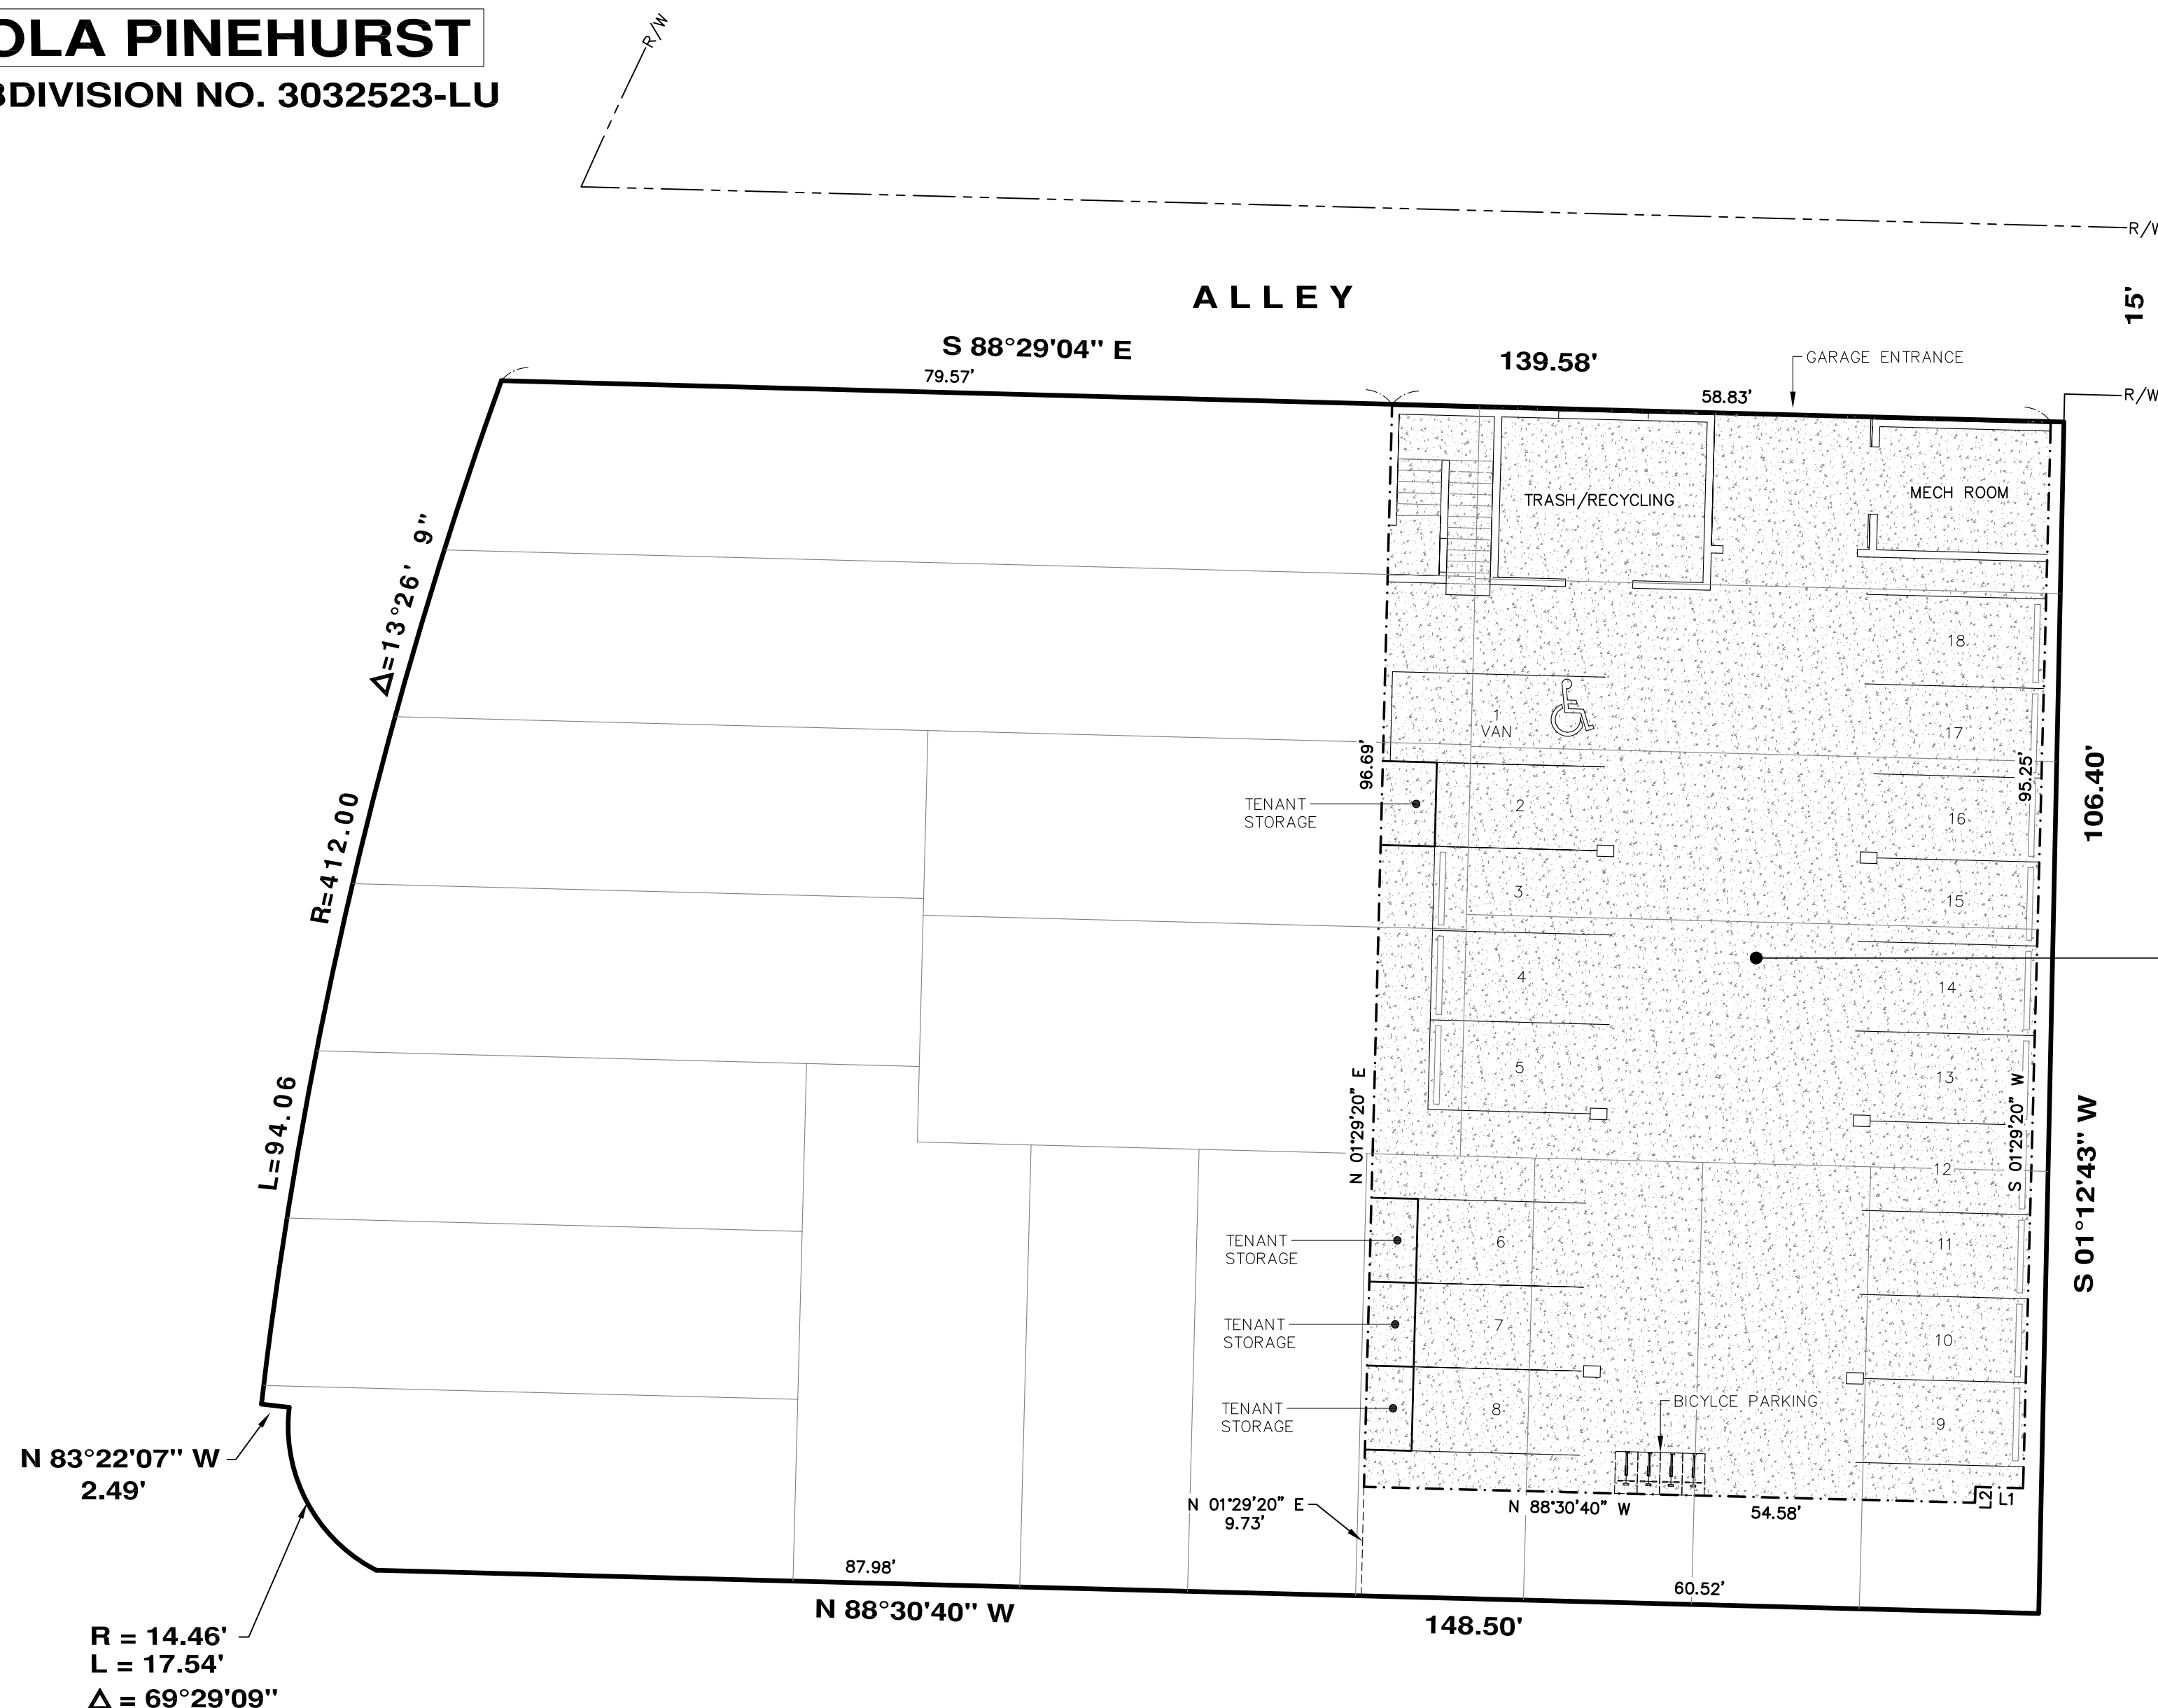 OLA PINEHURST
BDIVISION NO. 3032523-LU
R/W
R/W
ALLEY
15'
S 88°29'04" E
139.58'
GARAGE ENTRANCE
79.57'
58.83'
R/W
TRASH/RECYCLING
MECH ROOM
Δ=13°26' 9"
R=412.00
L=94.06
18
17
16
15
14
13
12
11
10
9
1
VAN
2
3
4
5
6
7
8
96.69'
95.25'
106.40'
TENANT
STORAGE
N 01°29'20" E
S 01°29'20" W
S 01°12'43" W
TENANT
STORAGE
TENANT
STORAGE
TENANT
STORAGE
BICYLCE PARKING
N 83°22'07" W
2.49'
N 01°29'20" E
9.73'
N 88°30'40" W
54.58'
L2
L1
87.98'
60.52'
N 88°30'40" W
148.50'
R = 14.46'
L = 17.54'
Δ = 69°29'09"